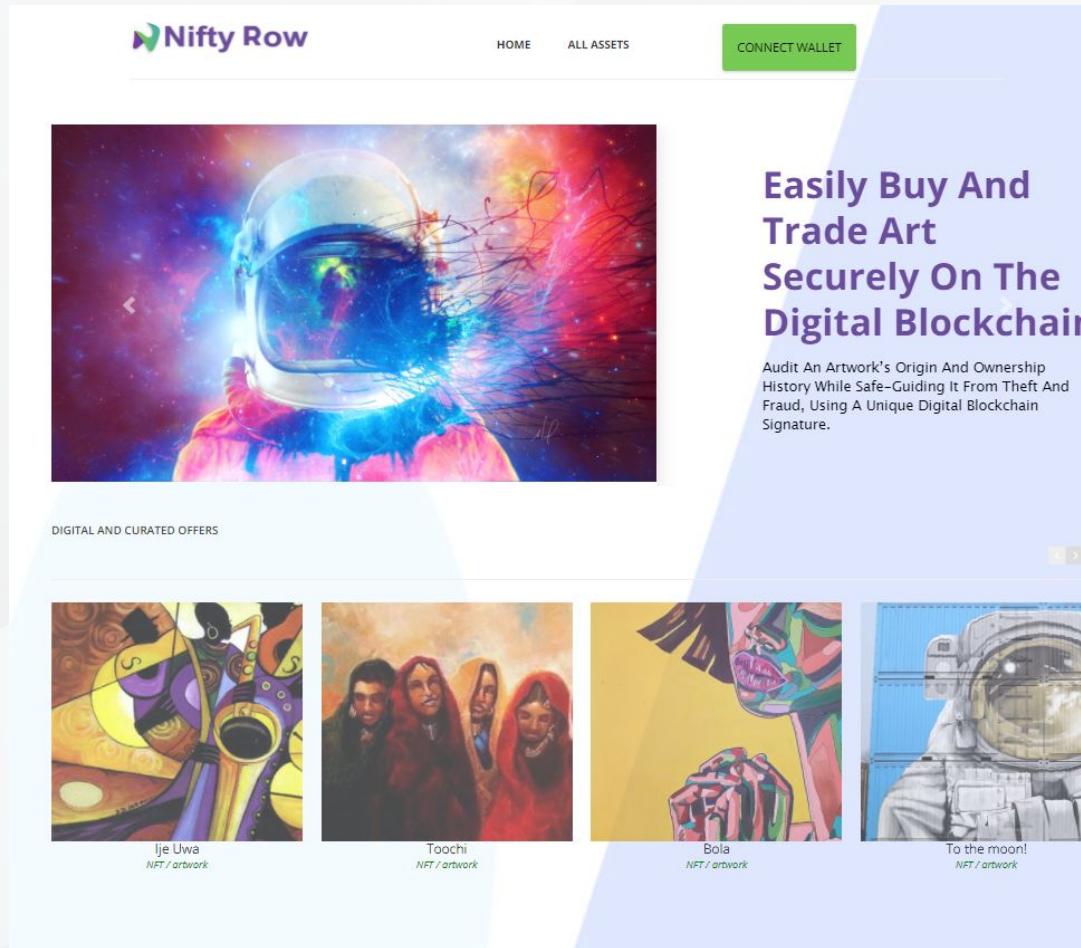 Nifty Row
HOME
ALL ASSETS
CONNECT WALLET
Easily Buy And
Trade Art
Securely On The
Digital Blockchain
Audit An Artwork's Origin And Ownership
History While Safe-Guiding It From Theft And
Fraud, Using A Unique Digital Blockchain
Signature.
DIGITAL AND CURATED OFFERS
Ije Uwa
NFT / artwork
Toochi
NFT / artwork
Bola
NFT / artwork
To the moon!
NFT / artwork